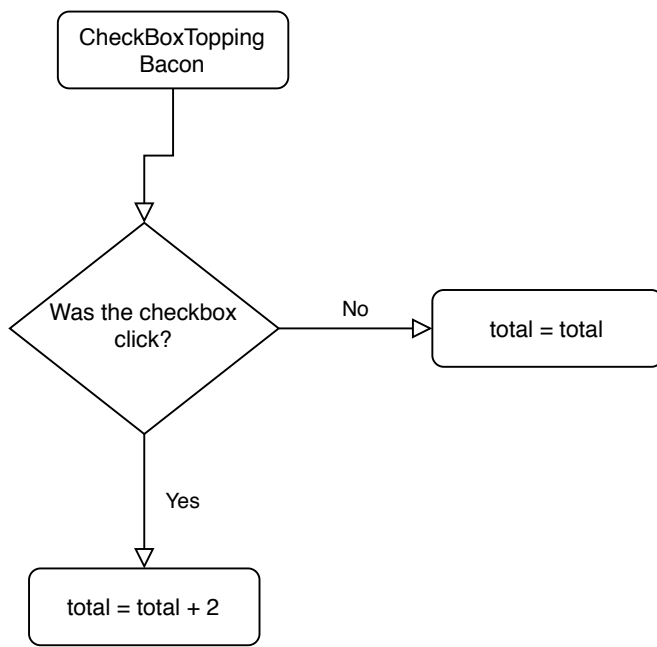 CheckBoxTopping
Bacon
Was the checkbox
click?
No
total = total
Yes
total = total + 2